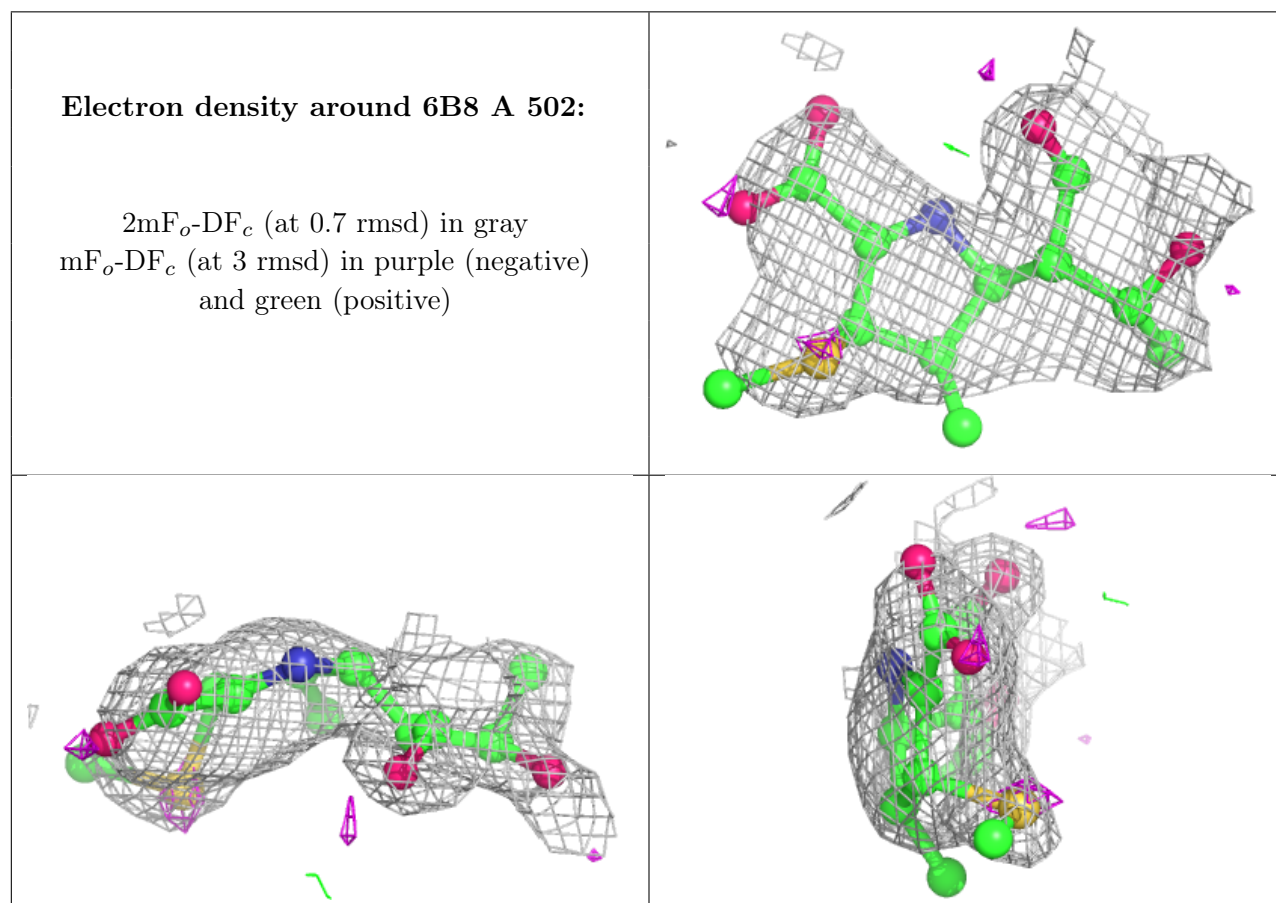 Electron density around 6B8 A 502:
2mFo-DFc (at 0.7 rmsd) in gray
mFo-DFc (at 3 rmsd) in purple (negative)
and green (positive)